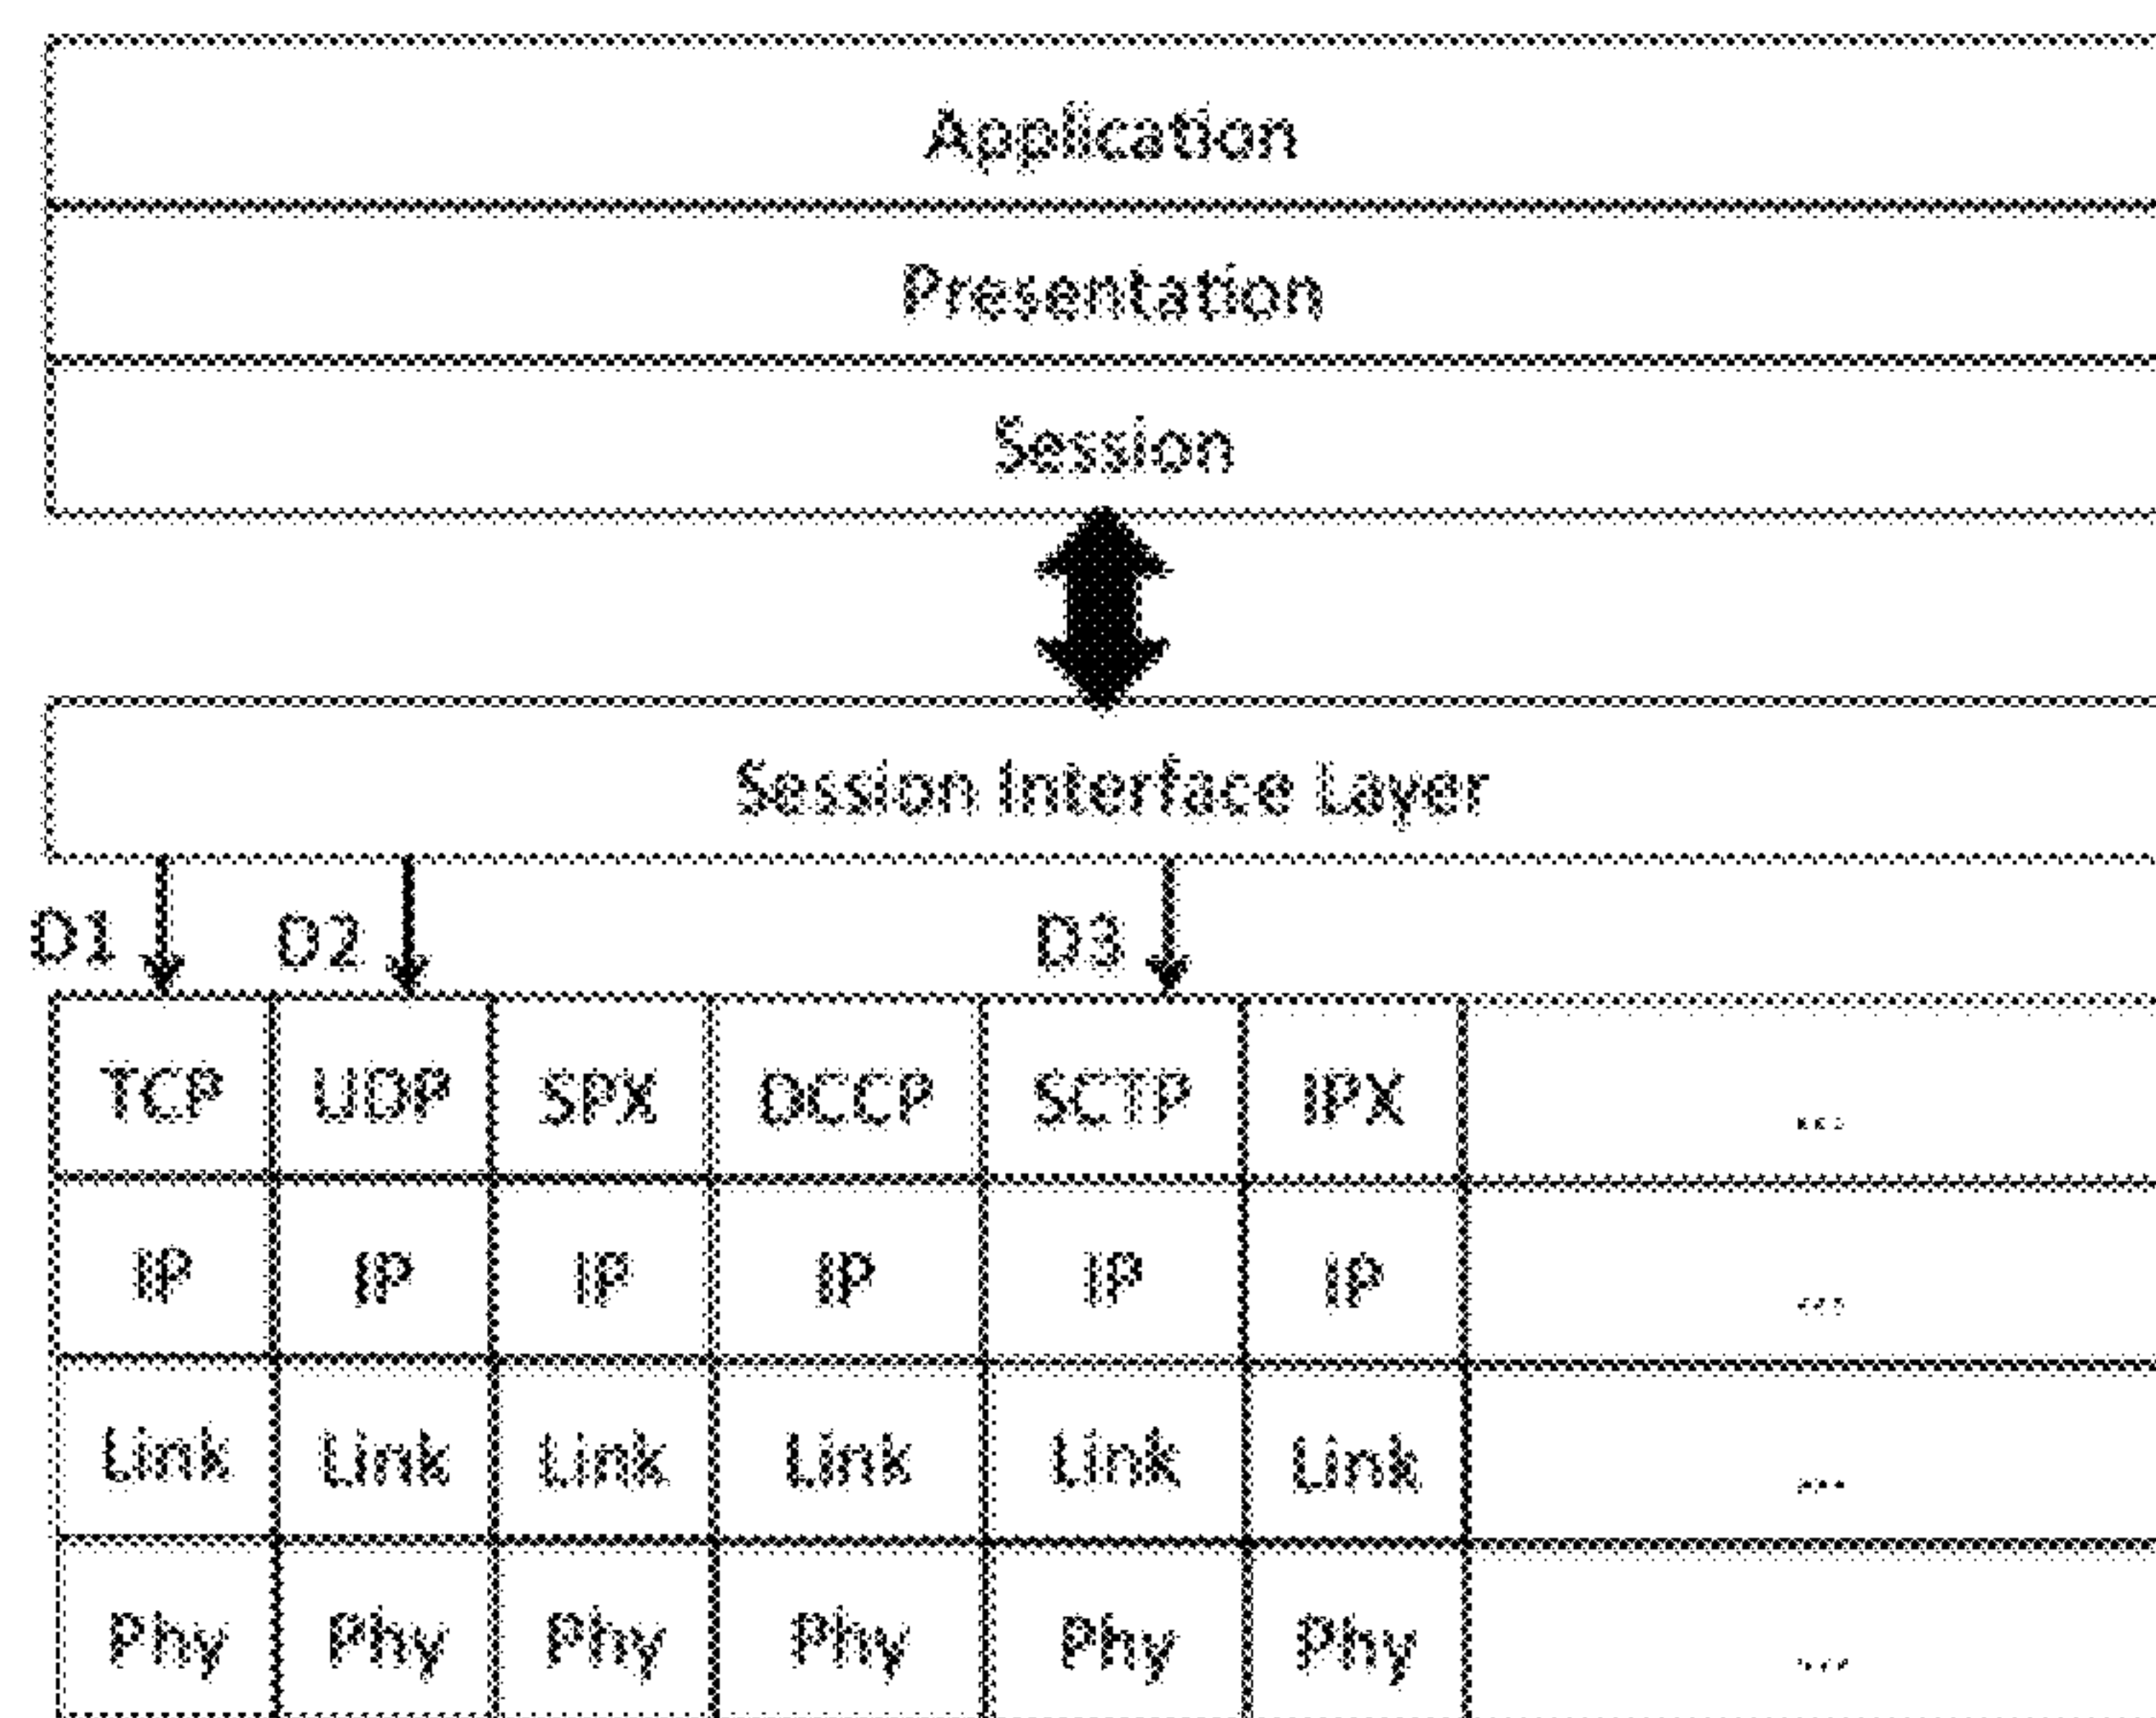 Application
Presentation
Session
Session Interface Layer
D1 D2 D3
TCP UDP SPX DCCP SCTP IPX ...
IP IP IP IP IP IP ...
Link Link Link Link Link Link ...
Phy Phy Phy Phy Phy Phy ...